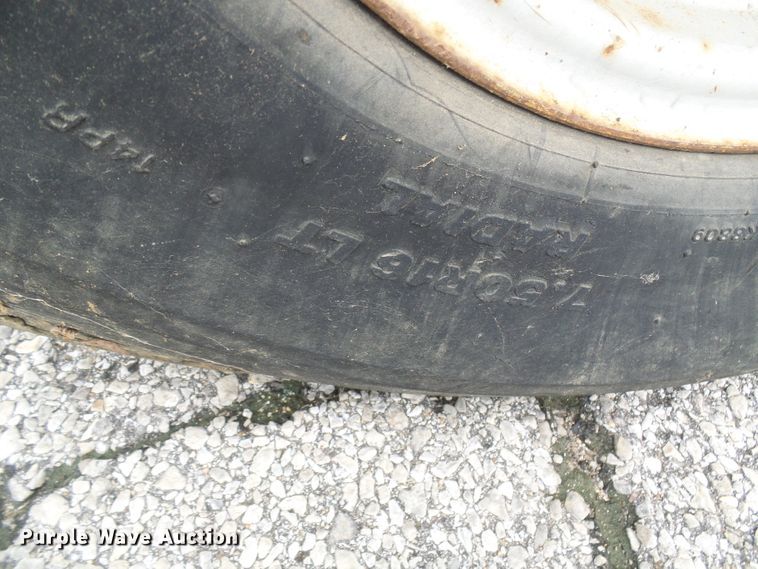 14PR
RADIAL
7.50R16 LT
Purple Wave Auction